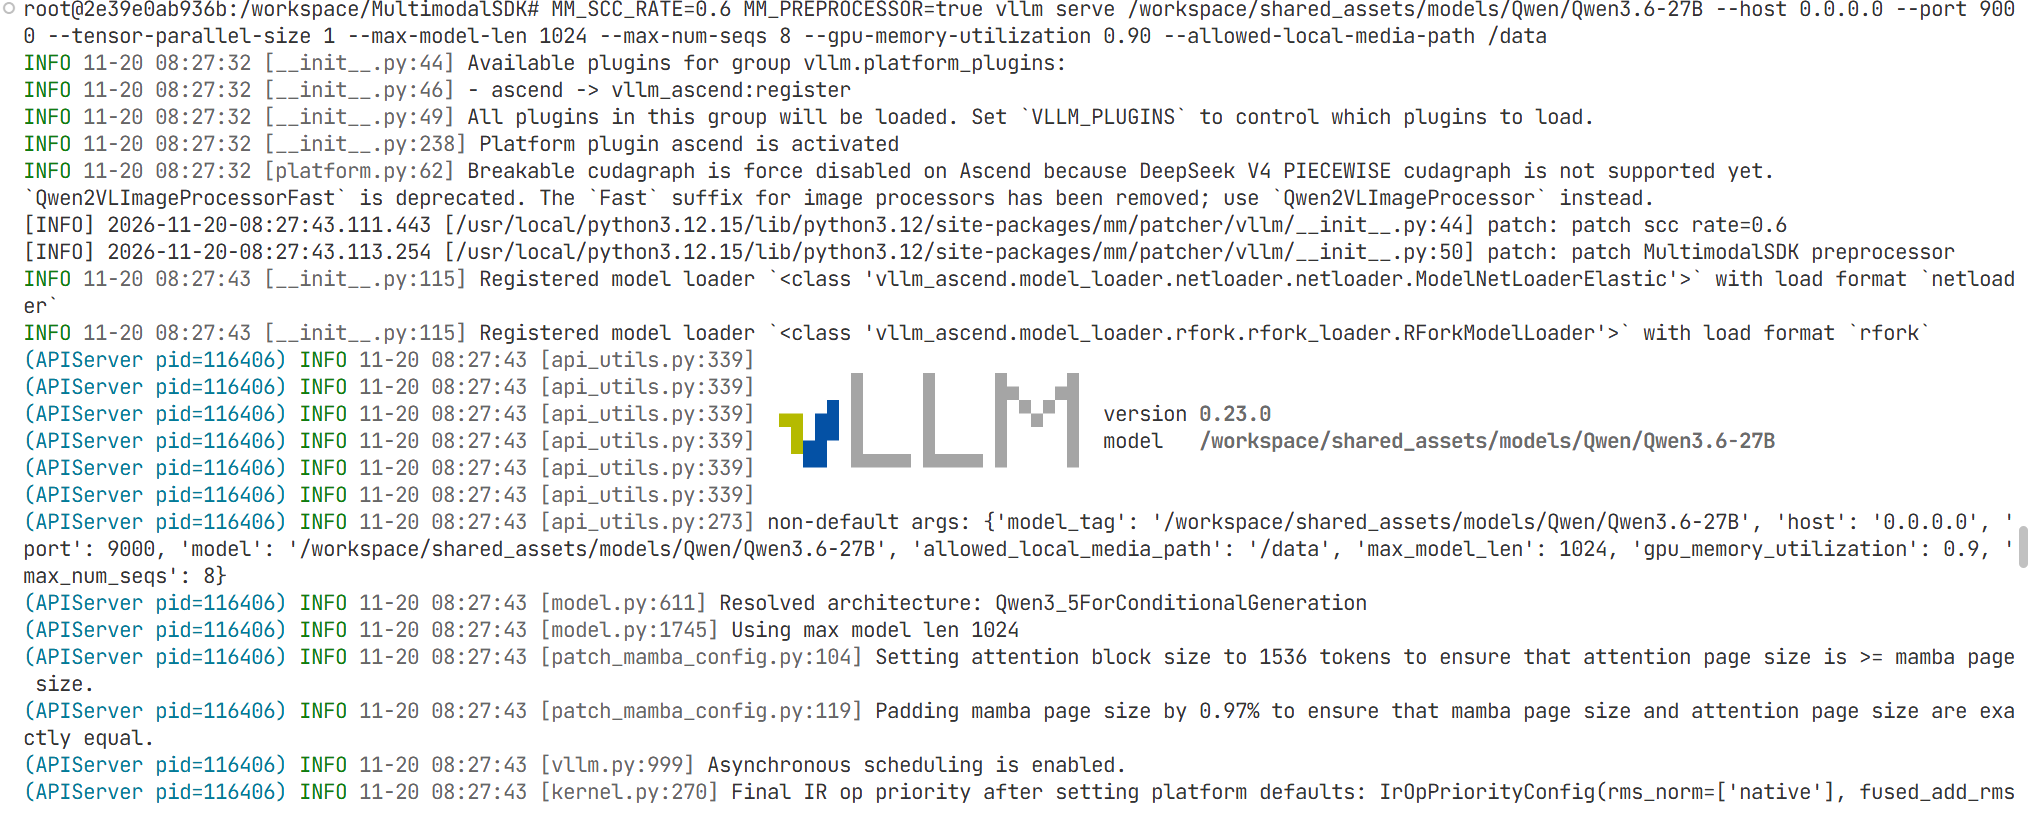 root@2e39e0ab936b:/workspace/MultimodalSDK# MM_SCC_RATE=0.6 MM_PREPROCESSOR=true vllm serve /workspace/shared_assets/models/Qwen/Qwen3.6-27B --host 0.0.0.0 --port 900
0 --tensor-parallel-size 1 --max-model-len 1024 --max-num-seqs 8 --gpu-memory-utilization 0.90 --allowed-local-media-path /data
INFO 11-20 08:27:32 [__init__.py:44] Available plugins for group vllm.platform_plugins:
INFO 11-20 08:27:32 [__init__.py:46] - ascend -> vllm_ascend:register
INFO 11-20 08:27:32 [__init__.py:49] All plugins in this group will be loaded. Set `VLLM_PLUGINS` to control which plugins to load.
INFO 11-20 08:27:32 [__init__.py:238] Platform plugin ascend is activated
INFO 11-20 08:27:32 [platform.py:62] Breakable cudagraph is force disabled on Ascend because DeepSeek V4 PIECEWISE cudagraph is not supported yet.
`Qwen2VLImageProcessorFast` is deprecated. The `Fast` suffix for image processors has been removed; use `Qwen2VLImageProcessor` instead.
[INFO] 2026-11-20-08:27:43.111.443 [/usr/local/python3.12.15/lib/python3.12/site-packages/mm/patcher/vllm/__init__.py:44] patch: patch scc rate=0.6
[INFO] 2026-11-20-08:27:43.113.254 [/usr/local/python3.12.15/lib/python3.12/site-packages/mm/patcher/vllm/__init__.py:50] patch: patch MultimodalSDK preprocessor
INFO 11-20 08:27:43 [__init__.py:115] Registered model loader `<class 'vllm_ascend.model_loader.netloader.netloader.ModelNetLoaderElastic'>` with load format `netload
er`
INFO 11-20 08:27:43 [__init__.py:115] Registered model loader `<class 'vllm_ascend.model_loader.rfork.rfork_loader.RForkModelLoader'>` with load format `rfork`
(APIServer pid=116406) INFO 11-20 08:27:43 [api_utils.py:339]
(APIServer pid=116406) INFO 11-20 08:27:43 [api_utils.py:339]
(APIServer pid=116406) INFO 11-20 08:27:43 [api_utils.py:339] vLLM version 0.23.0
(APIServer pid=116406) INFO 11-20 08:27:43 [api_utils.py:339] model /workspace/shared_assets/models/Qwen/Qwen3.6-27B
(APIServer pid=116406) INFO 11-20 08:27:43 [api_utils.py:339]
(APIServer pid=116406) INFO 11-20 08:27:43 [api_utils.py:339]
(APIServer pid=116406) INFO 11-20 08:27:43 [api_utils.py:273] non-default args: {'model_tag': '/workspace/shared_assets/models/Qwen/Qwen3.6-27B', 'host': '0.0.0.0', '
port': 9000, 'model': '/workspace/shared_assets/models/Qwen/Qwen3.6-27B', 'allowed_local_media_path': '/data', 'max_model_len': 1024, 'gpu_memory_utilization': 0.9, '
max_num_seqs': 8}
(APIServer pid=116406) INFO 11-20 08:27:43 [model.py:611] Resolved architecture: Qwen3_5ForConditionalGeneration
(APIServer pid=116406) INFO 11-20 08:27:43 [model.py:1745] Using max model len 1024
(APIServer pid=116406) INFO 11-20 08:27:43 [patch_mamba_config.py:104] Setting attention block size to 1536 tokens to ensure that attention page size is >= mamba page
 size.
(APIServer pid=116406) INFO 11-20 08:27:43 [patch_mamba_config.py:119] Padding mamba page size by 0.97% to ensure that mamba page size and attention page size are exa
ctly equal.
(APIServer pid=116406) INFO 11-20 08:27:43 [vllm.py:999] Asynchronous scheduling is enabled.
(APIServer pid=116406) INFO 11-20 08:27:43 [kernel.py:270] Final IR op priority after setting platform defaults: IrOpPriorityConfig(rms_norm=['native'], fused_add_rms